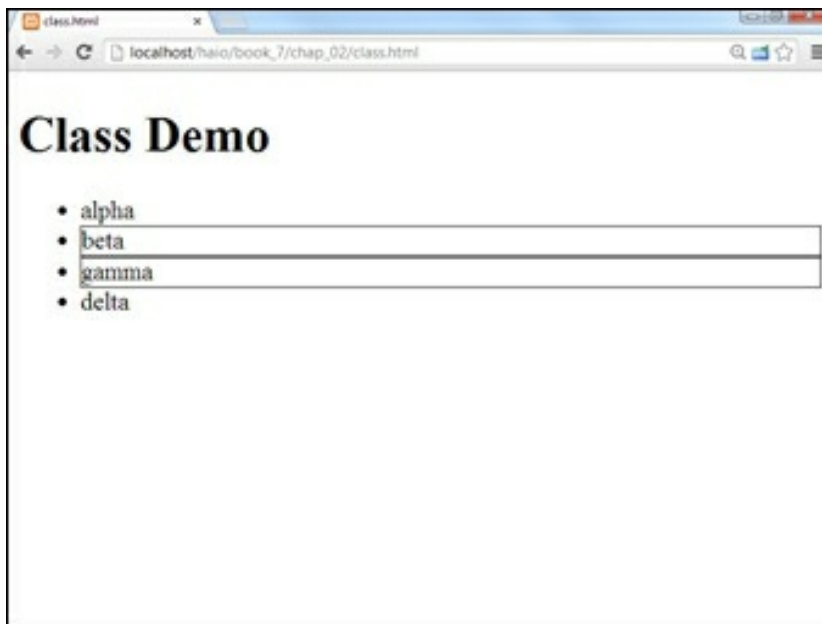 class.html
localhost/haio/book_7/chap_02/class.html
Class Demo
alpha
beta
gamma
delta